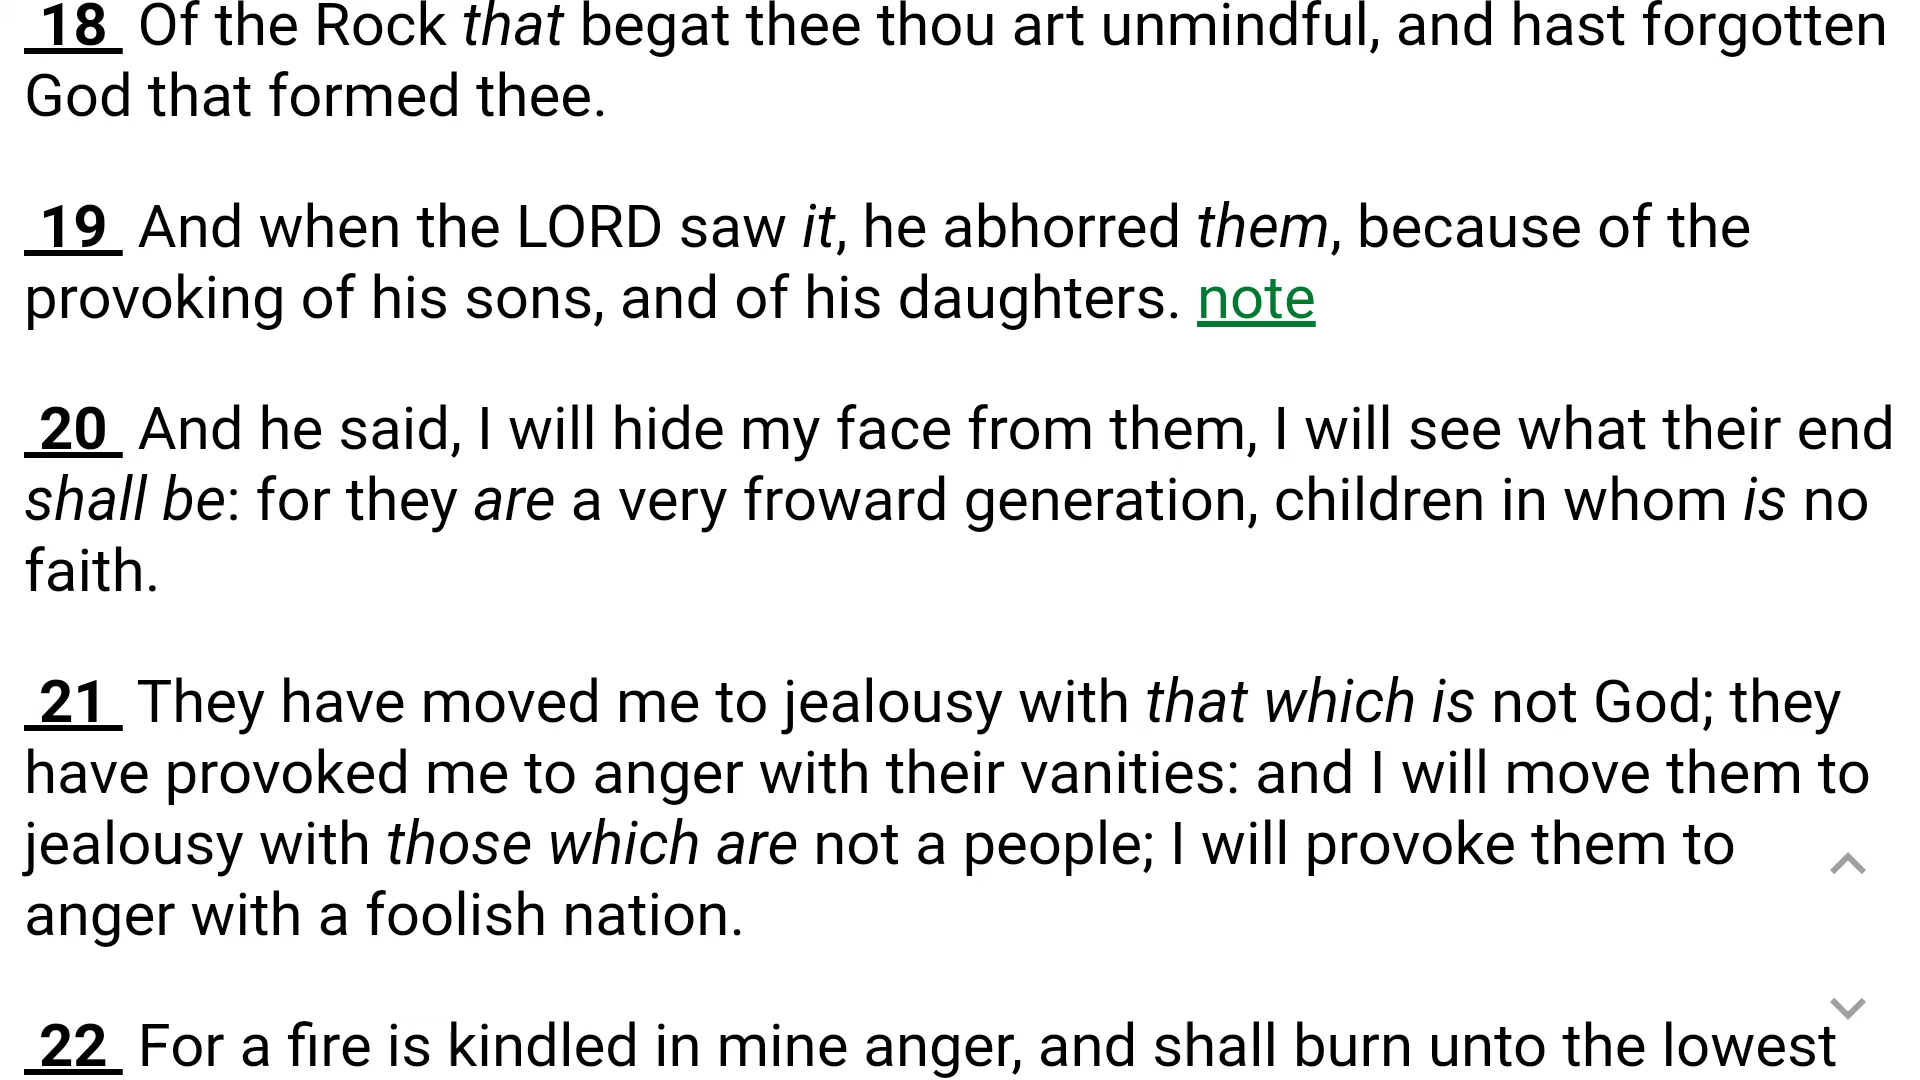 18 Of the Rock that begat thee thou art unmindful, and hast forgotten
God that formed thee.
19 And when the LORD saw it, he abhorred them, because of the
provoking of his sons, and of his daughters. note
20 And he said, I will hide my face from them, I will see what their end
shall be: for they are a very froward generation, children in whom is no
faith.
21 They have moved me to jealousy with that which is not God; they
have provoked me to anger with their vanities: and I will move them to
jealousy with those which are not a people; I will provoke them to
anger with a foolish nation.
22 For a fire is kindled in mine anger, and shall burn unto the lowest